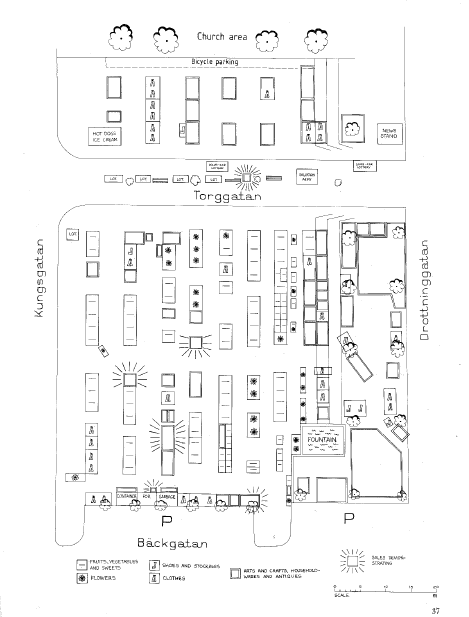 Church area
Bicycle parking
HOT DOGS
ICE CREAM
NEWS
STAND
LOT
LOT
LOT
LOT
Torggatan
LOT
Kungsgatan
Drottninggatan
FOUNTAIN
CONTAINER FOR GARBAGE
P
P
Bäckgatan
FRUITS, VEGETABLES
AND SWEETS
FLOWERS
SHOES AND STOCKINGS
CLOTHES
ARTS AND CRAFTS, HOUSEHOLD-
WARES AND ANTIQUES
SALES DEMON-
STRATING
SCALE
m
37